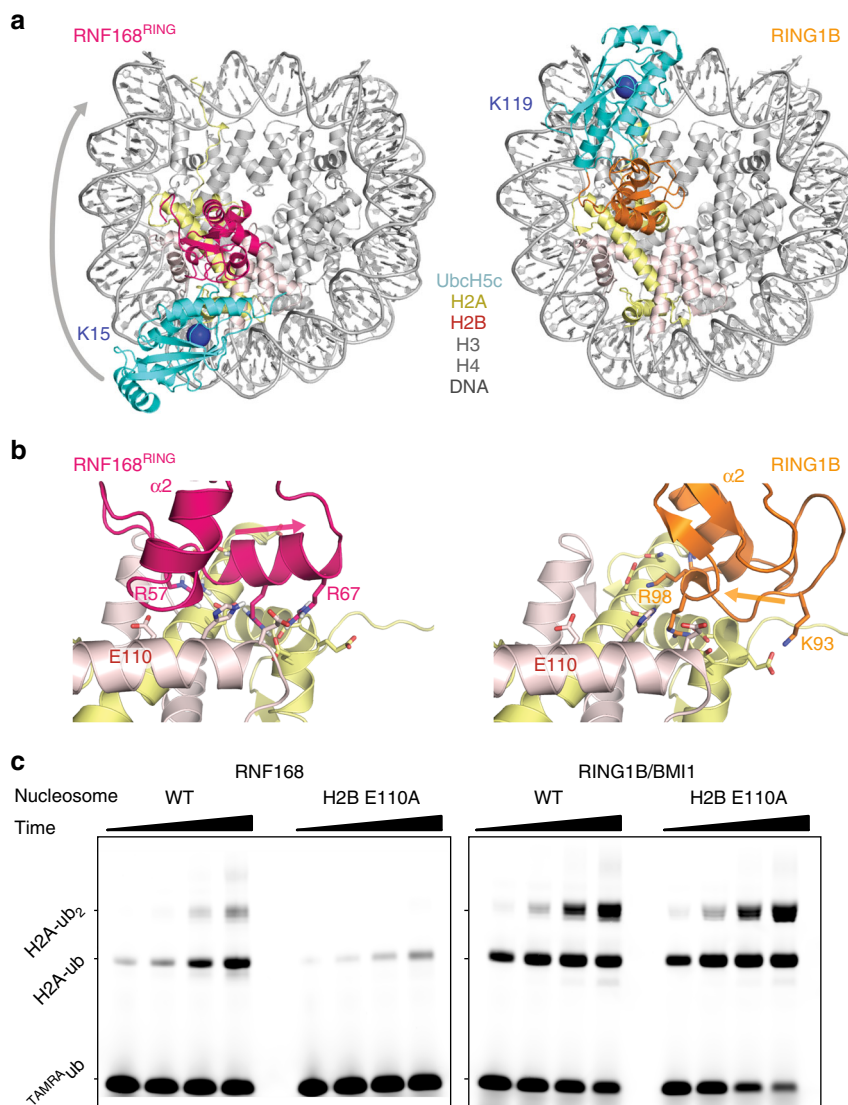 a
RNF168RING
RING1B
K119
K15
UbcH5c
H2A
H2B
H3
H4
DNA
b
RNF168RING
α2
R57
R67
E110
α2
RING1B
R98
K93
E110
c
RNF168
RING1B/BMI1
Nucleosome WT H2B E110A WT H2B E110A
Time
H2A-ub2
H2A-ub
TAMRAub